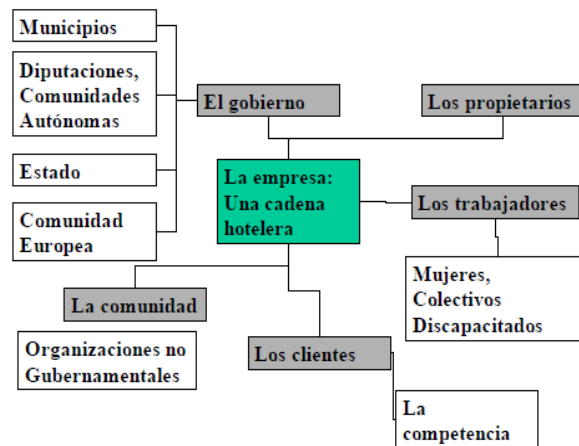 Municipios
Diputaciones,
Comunidades
Autónomas
Estado
Comunidad
Europea
El gobierno
Los propietarios
La empresa:
Una cadena
hotelera
Los trabajadores
Mujeres,
Colectivos
Discapacitados
La comunidad
Organizaciones no
Gubernamentales
Los clientes
La
competencia